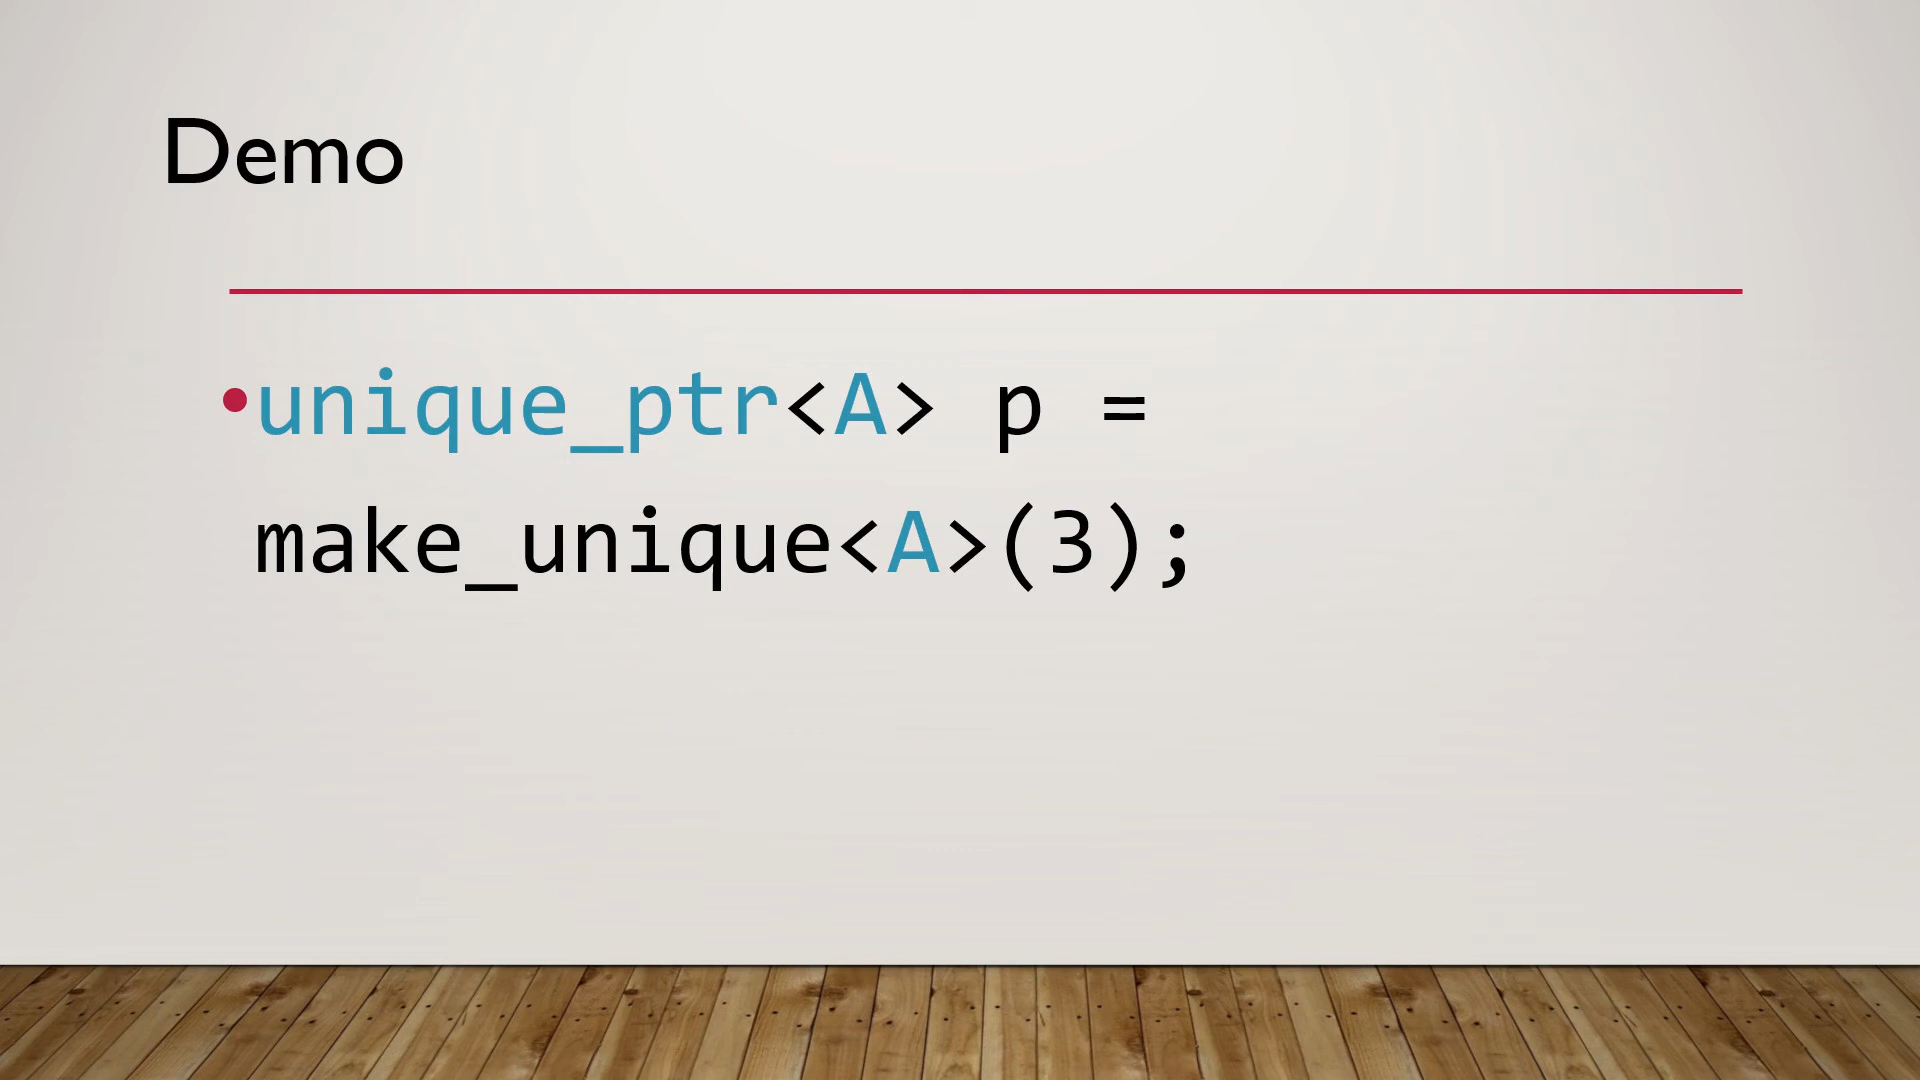 Demo
•unique_ptr<A> p =
make_unique<A>(3);